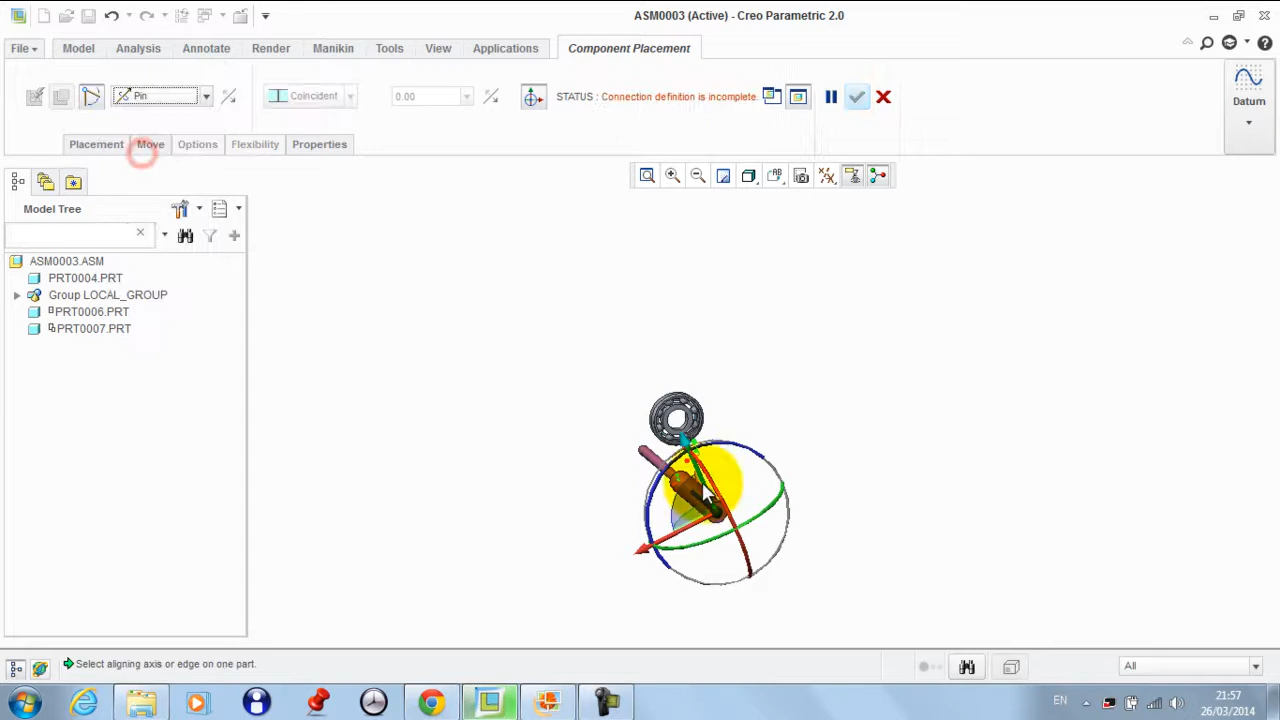 ASM0003 (Active) - Creo Parametric 2.0
File Model Analysis Annotate Render Manikin Tools View Applications Component Placement
Pin Coincident 0.00 STATUS : Connection definition is incomplete. Datum
Placement Move Options Flexibility Properties
Model Tree
ASM0003.ASM
PRT0004.PRT
Group LOCAL_GROUP
PRT0006.PRT
PRT0007.PRT
Select aligning axis or edge on one part. All
EN 21:57
26/03/2014